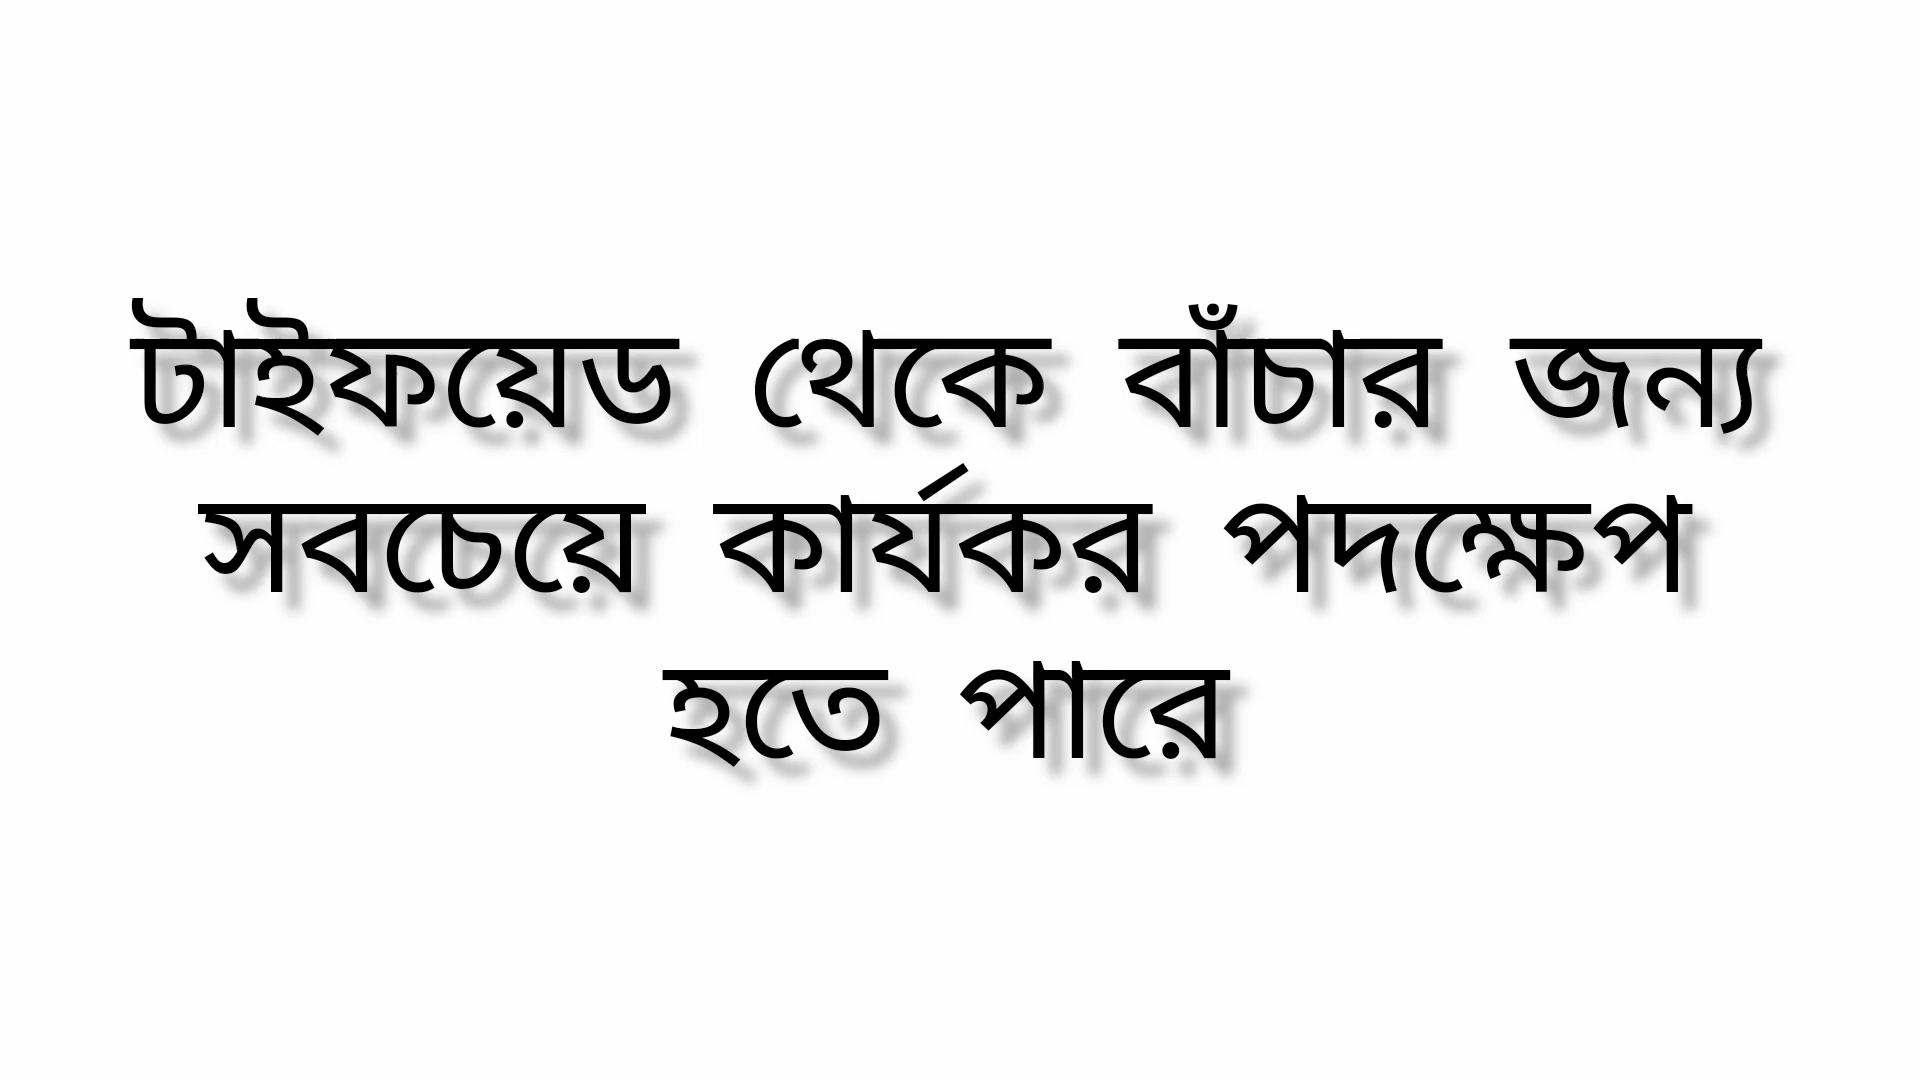 টাইফয়েড থেকে বাঁচার জন্য
সবচেয়ে কার্যকর পদক্ষেপ
হতে পারে